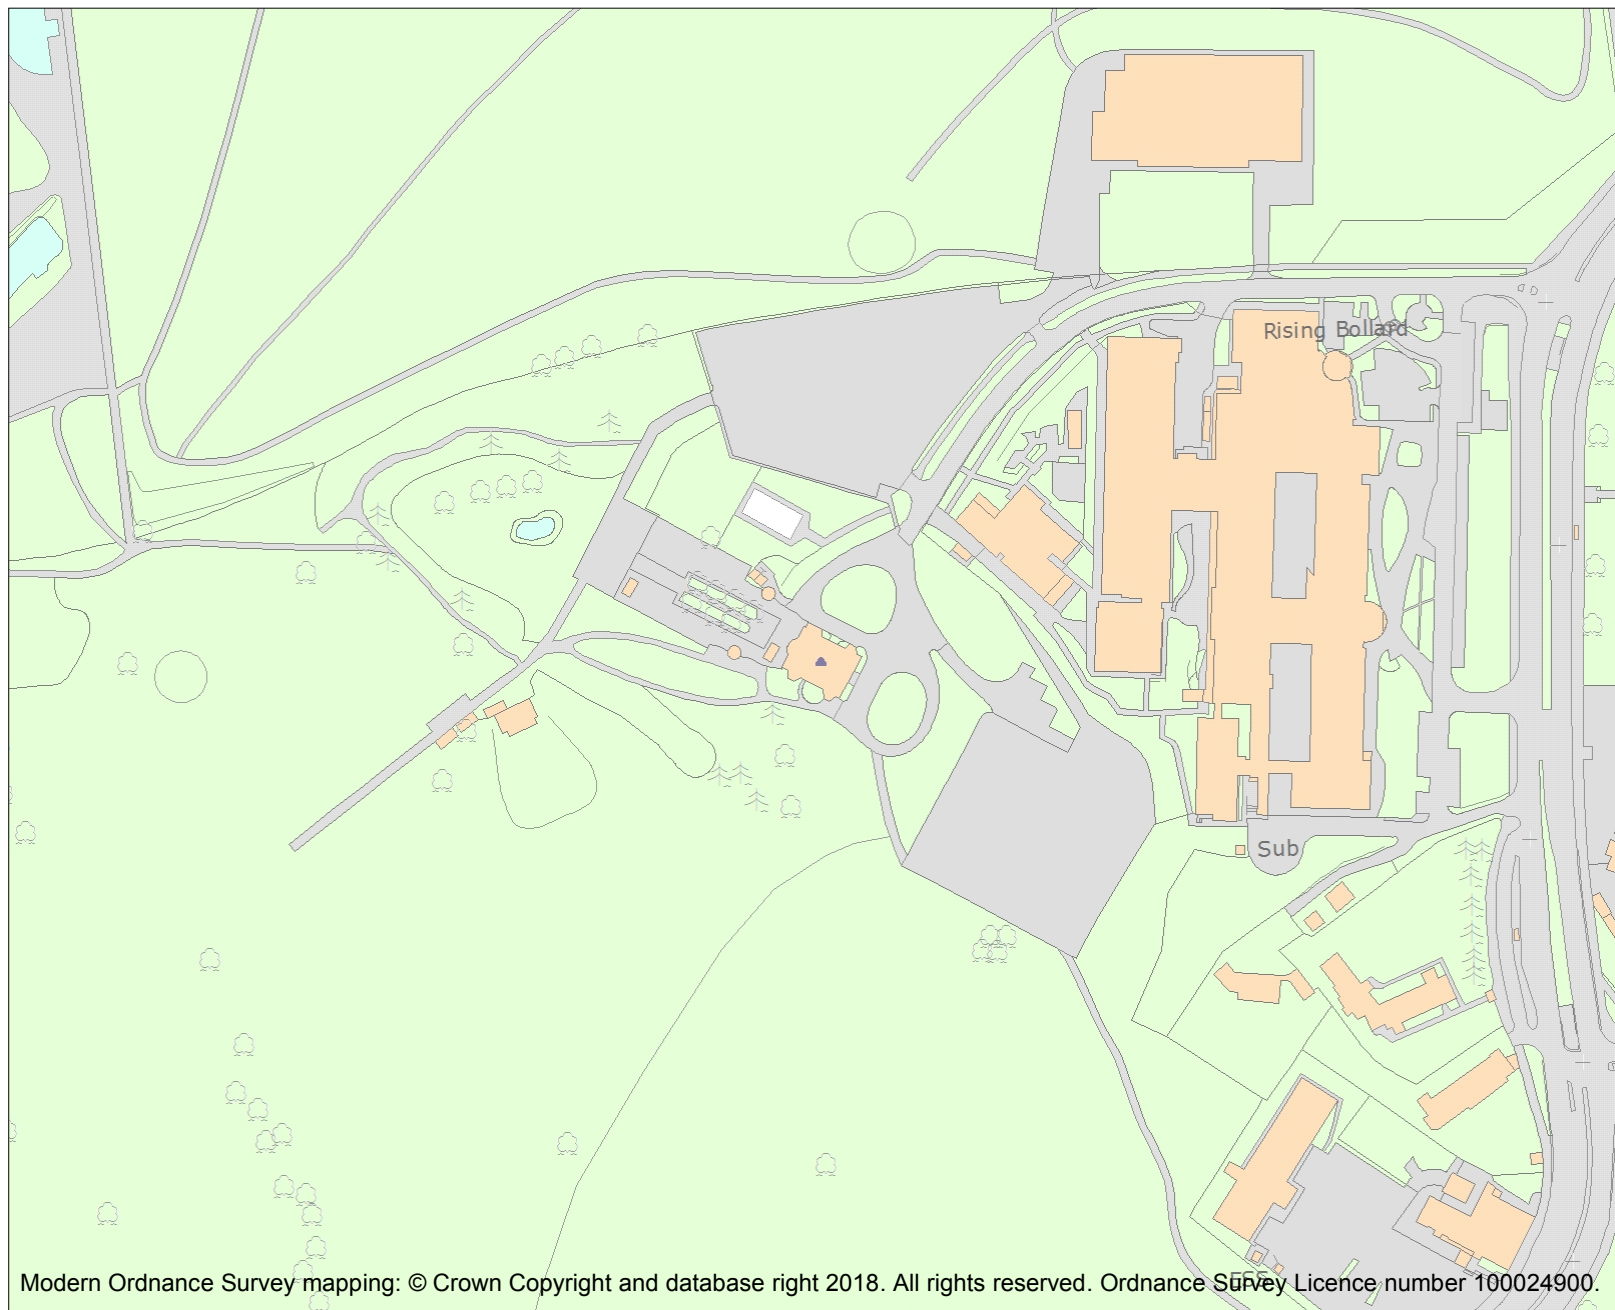 Rising Bollard
Sub
ESS
Modern Ordnance Survey mapping: © Crown Copyright and database right 2018. All rights reserved. Ordnance Survey Licence number 100024900.